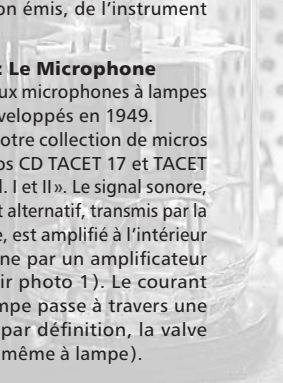 on émis, de l’instrument
Le Microphone
ux microphones à lampes
veloppés en 1949.
otre collection de micros
os CD TACET 17 et TACET
I et II». Le signal sonore,
t alternatif, transmis par la
e, est amplifié à l’intérieur
ne par un amplificateur
ir photo 1). Le courant
mpe passe à travers une
par définition, la valve
même à lampe).